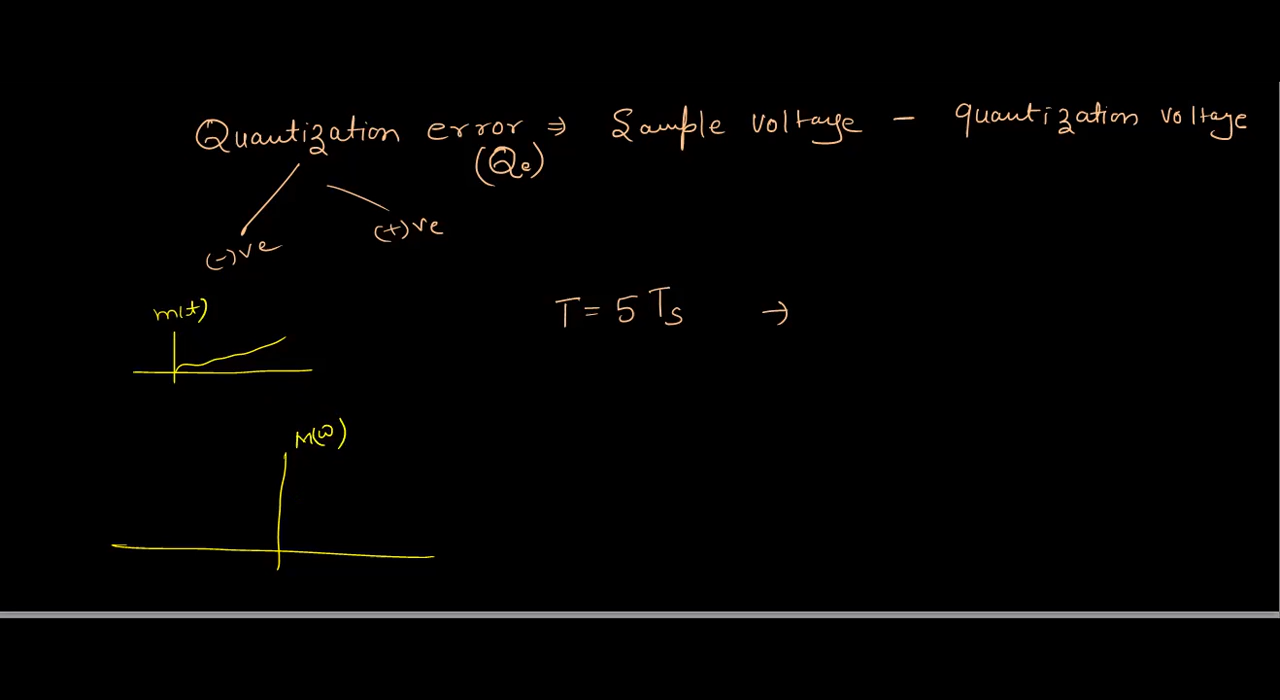 Quantization error ⇒ Sample voltage - quantization voltage
(Qe)
(-)ve
(+)ve
m(t)
T = 5 Ts →
M(ω)